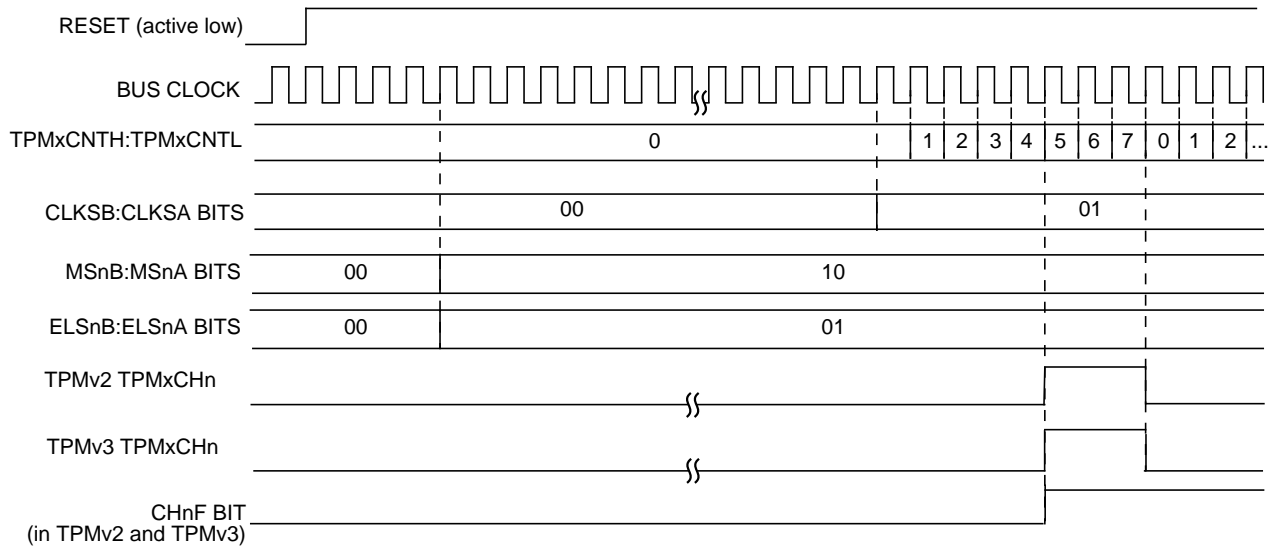 RESET (active low)
BUS CLOCK
TPMxCNTH:TPMxCNTL 0 1 2 3 4 5 6 7 0 1 2 ...
CLKSB:CLKSA BITS 00 01
MSnB:MSnA BITS 00 10
ELSnB:ELSnA BITS 00 01
TPMv2 TPMxCHn
TPMv3 TPMxCHn
CHnF BIT
(in TPMv2 and TPMv3)